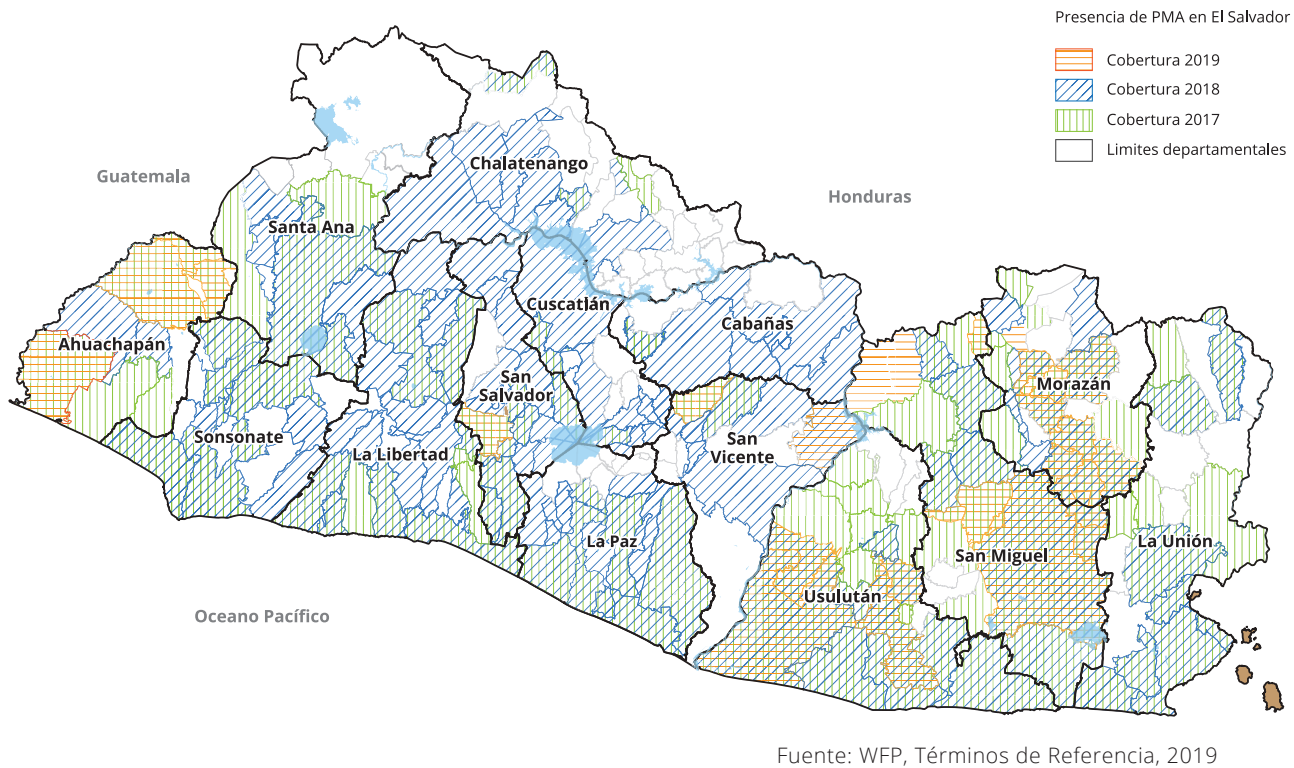 Presencia de PMA en El Salvador
Cobertura 2019
Cobertura 2018
Cobertura 2017
Limites departamentales
Guatemala
Honduras
Chalatenango
Santa Ana
Cuscatlán
Cabañas
Ahuachapán
San
Salvador
Morazán
Sonsonate
La Libertad
San
Vicente
La Paz
San Miguel
La Unión
Usulután
Oceano Pacífico
Fuente: WFP, Términos de Referencia, 2019